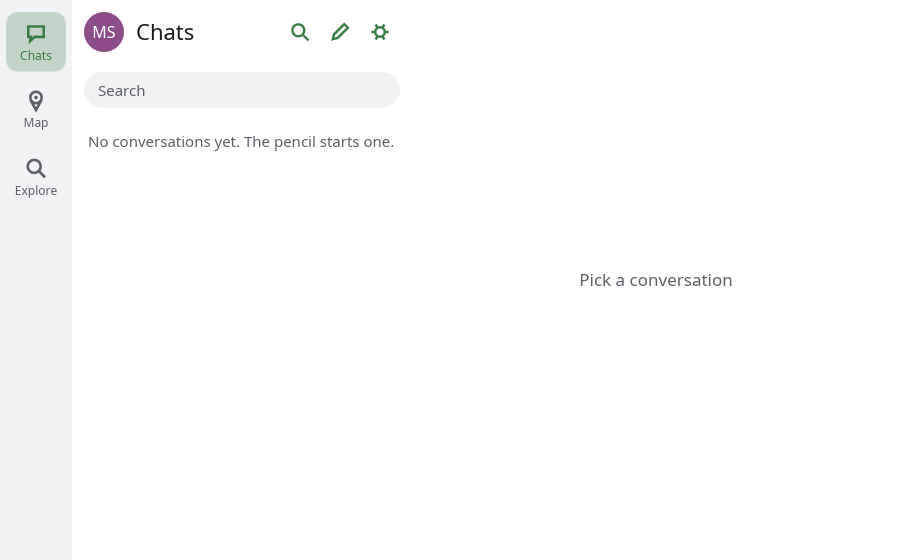 MS
Chats
Search
No conversations yet. The pencil starts one.
Chats
Map
Explore
Pick a conversation